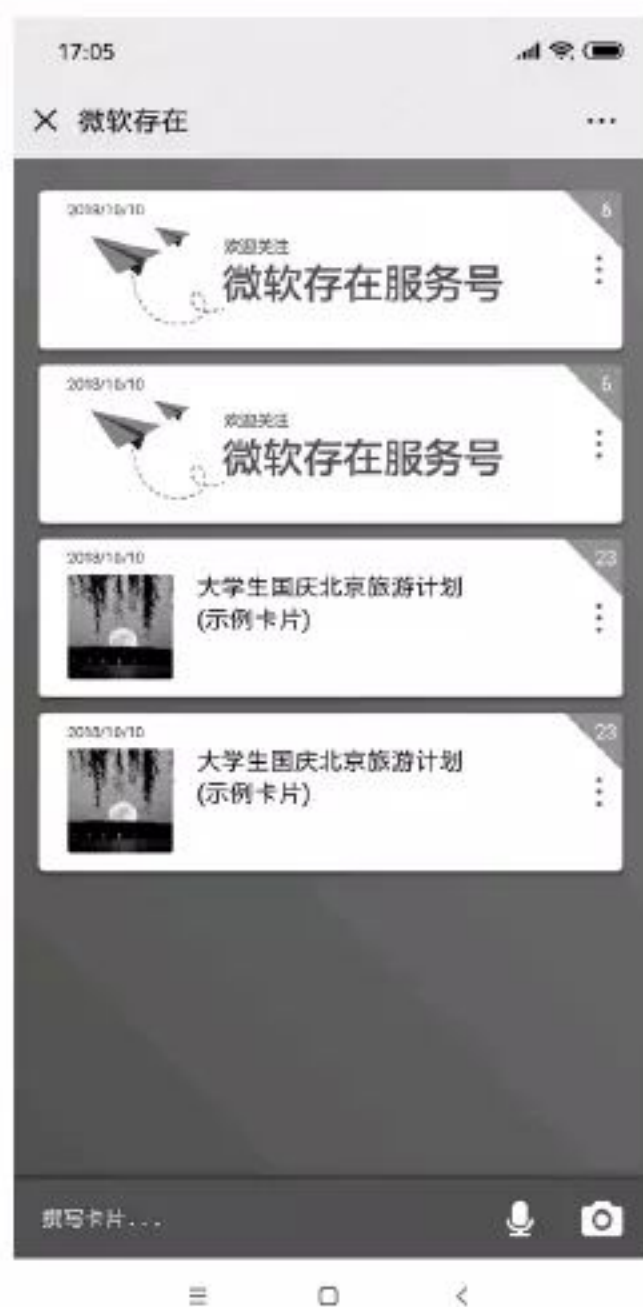 17:05
微软存在
2018/10/10
6
欢迎关注
微软存在服务号
2018/10/10
6
欢迎关注
微软存在服务号
2018/10/10
23
大学生国庆北京旅游计划
(示例卡片)
2018/10/10
23
大学生国庆北京旅游计划
(示例卡片)
撰写卡片...